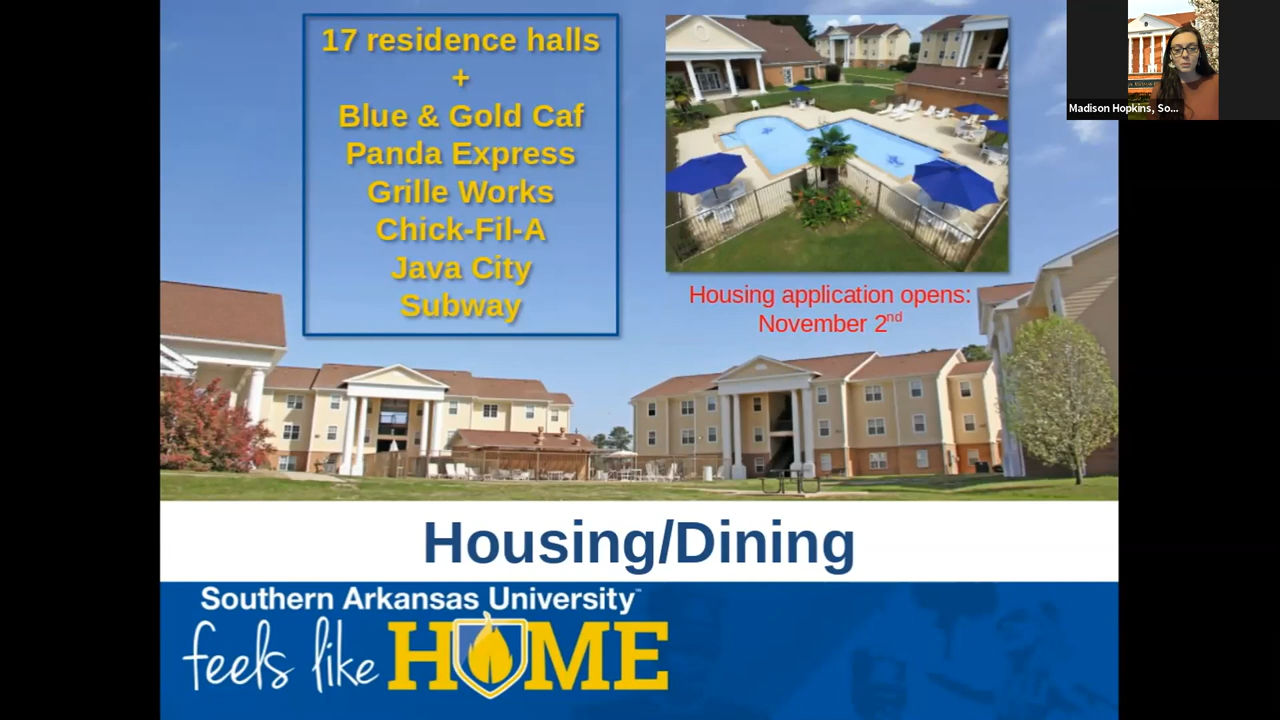 17 residence halls
+
Blue & Gold Caf
Panda Express
Grille Works
Chick-Fil-A
Java City
Subway
Housing application opens:
November 2nd
Madison Hopkins, So...
Housing/Dining
Southern Arkansas University™
feels like HOME